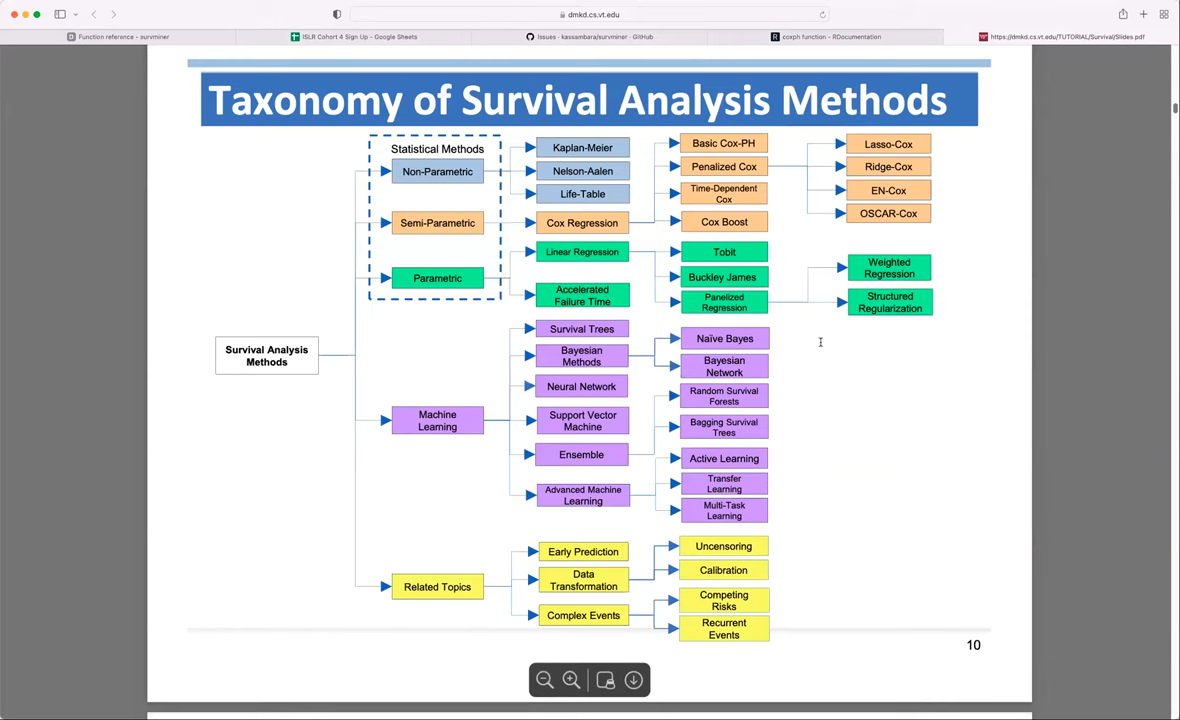 dmkd.cs.vt.edu
Function reference - survminer
ISLR Cohort 4 Sign Up - Google Sheets
Issues · kassambara/survminer · GitHub
R
coxph function - RDocumentation
https://dmkd.cs.vt.edu/TUTORIAL/Survival/Slides.pdf
Taxonomy of Survival Analysis Methods
Statistical Methods
Non-Parametric
Semi-Parametric
Parametric
Kaplan-Meier
Nelson-Aalen
Life-Table
Cox Regression
Basic Cox-PH
Penalized Cox
Time-Dependent
Cox
Cox Boost
Lasso-Cox
Ridge-Cox
EN-Cox
OSCAR-Cox
Linear Regression
Accelerated
Failure Time
Tobit
Buckley James
Panelized
Regression
Weighted
Regression
Structured
Regularization
Survival Analysis
Methods
Machine
Learning
Survival Trees
Bayesian
Methods
Neural Network
Support Vector
Machine
Ensemble
Advanced Machine
Learning
Naïve Bayes
Bayesian
Network
Random Survival
Forests
Bagging Survival
Trees
Active Learning
Transfer
Learning
Multi-Task
Learning
Related Topics
Early Prediction
Data
Transformation
Complex Events
Uncensoring
Calibration
Competing
Risks
Recurrent
Events
10